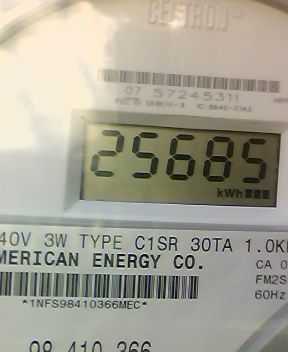 CELTRON®
07 57245311
25685
kWh
40V 3W TYPE C1SR 30TA 1.0K
MERICAN ENERGY CO.
CA 0
FM2S
60Hz
*1NFS98410366MEC*
98 410 366